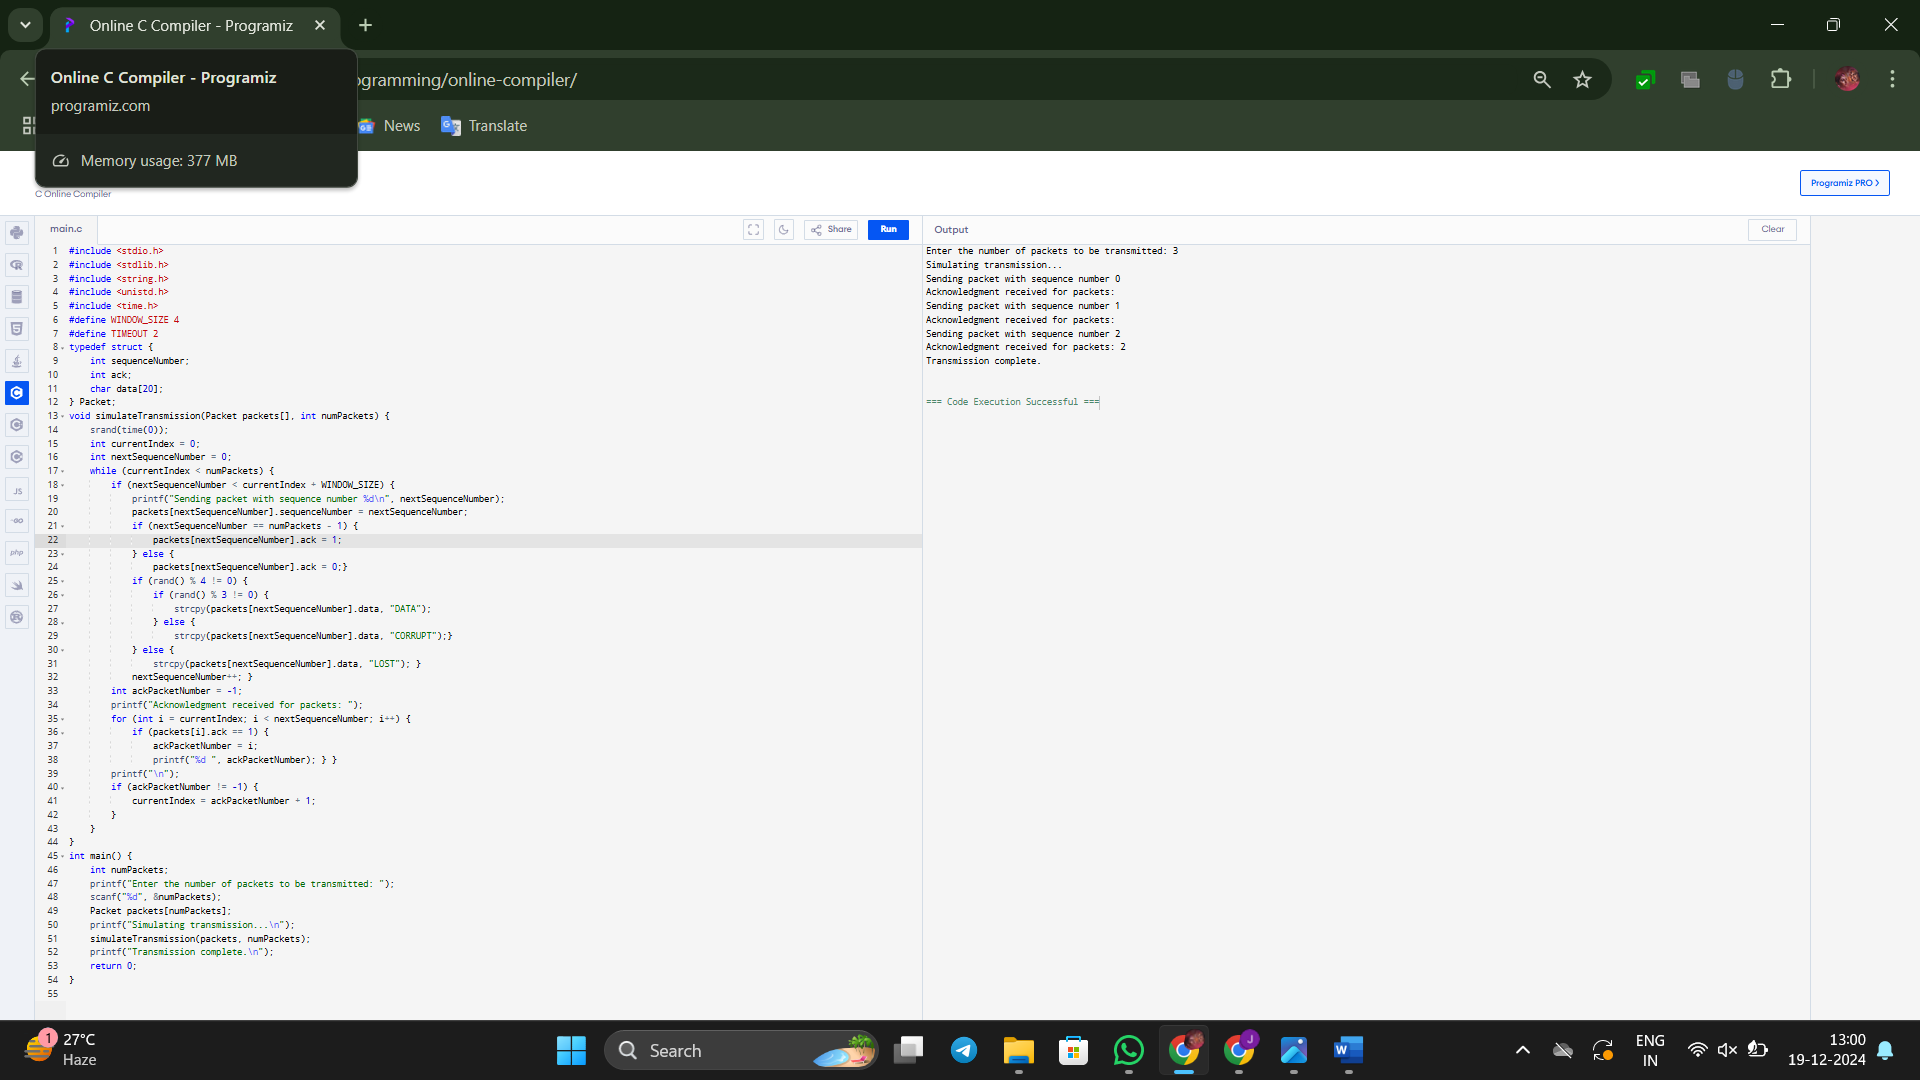 Online C Compiler - Programiz
Online C Compiler - Programiz
programiz.com
ogramming/online-compiler/
News
Translate
Memory usage: 377 MB
C Online Compiler
Programiz PRO >
main.c
Share
Run
Output
Clear
1 #include <stdio.h>
2 #include <stdlib.h>
3 #include <string.h>
4 #include <unistd.h>
5 #include <time.h>
6 #define WINDOW_SIZE 4
7 #define TIMEOUT 2
8 typedef struct {
9 int sequenceNumber;
10 int ack;
11 char data[20];
12 } Packet;
13 void simulateTransmission(Packet packets[], int numPackets) {
14 srand(time(0));
15 int currentIndex = 0;
16 int nextSequenceNumber = 0;
17 while (currentIndex < numPackets) {
18 if (nextSequenceNumber < currentIndex + WINDOW_SIZE) {
19 printf("Sending packet with sequence number %d\n", nextSequenceNumber);
20 packets[nextSequenceNumber].sequenceNumber = nextSequenceNumber;
21 if (nextSequenceNumber == numPackets - 1) {
22 packets[nextSequenceNumber].ack = 1;
23 } else {
24 packets[nextSequenceNumber].ack = 0;}
25 if (rand() % 4 != 0) {
26 if (rand() % 3 != 0) {
27 strcpy(packets[nextSequenceNumber].data, "DATA");
28 } else {
29 strcpy(packets[nextSequenceNumber].data, "CORRUPT");}
30 } else {
31 strcpy(packets[nextSequenceNumber].data, "LOST"); }
32 nextSequenceNumber++; }
33 int ackPacketNumber = -1;
34 printf("Acknowledgment received for packets: ");
35 for (int i = currentIndex; i < nextSequenceNumber; i++) {
36 if (packets[i].ack == 1) {
37 ackPacketNumber = i;
38 printf("%d ", ackPacketNumber); } }
39 printf("\n");
40 if (ackPacketNumber != -1) {
41 currentIndex = ackPacketNumber + 1;
42 }
43 }
44 }
45 int main() {
46 int numPackets;
47 printf("Enter the number of packets to be transmitted: ");
48 scanf("%d", &numPackets);
49 Packet packets[numPackets];
50 printf("Simulating transmission...\n");
51 simulateTransmission(packets, numPackets);
52 printf("Transmission complete.\n");
53 return 0;
54 }
55
Enter the number of packets to be transmitted: 3
Simulating transmission...
Sending packet with sequence number 0
Acknowledgment received for packets:
Sending packet with sequence number 1
Acknowledgment received for packets:
Sending packet with sequence number 2
Acknowledgment received for packets: 2
Transmission complete.
=== Code Execution Successful ===
JS
php
1
27°C
Haze
Search
J
W
ENG
IN
13:00
19-12-2024